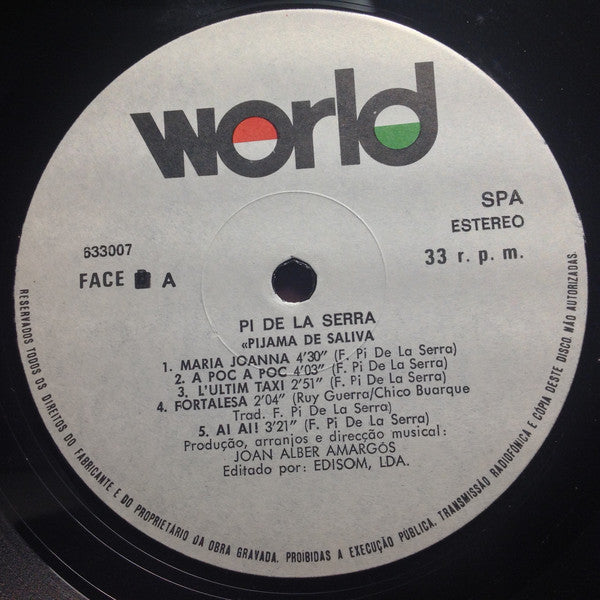 world
SPA
ESTEREO
633007
FACE A
33 r. p. m.
PI DE LA SERRA
«PIJAMA DE SALIVA
1. MARIA JOANNA 4'30" (F. Pi De La Serra)
2. A POC A POC 4'03" (F. Pi De La Serra)
3. L'ULTIM TAXI 2'51" (F. Pi De La Serra)
4. FORTALESA 2'04" (Ruy Guerra/Chico Buarque
Trad. F. Pi De La Serra)
5. AI AI! 3'21" (F. Pi De La Serra)
Produção, arranjos e direcção musical:
JOAN ALBER AMARGÓS
Editado por: EDISOM, LDA.
RESERVADOS TODOS OS DIREITOS DO FABRICANTE E DO PROPRIETÁRIO DA OBRA GRAVADA. PROIBIDAS A EXECUÇÃO PÚBLICA, TRANSMISSÃO RADIOFÓNICA E CÓPIA DESTE DISCO NÃO AUTORIZADAS.